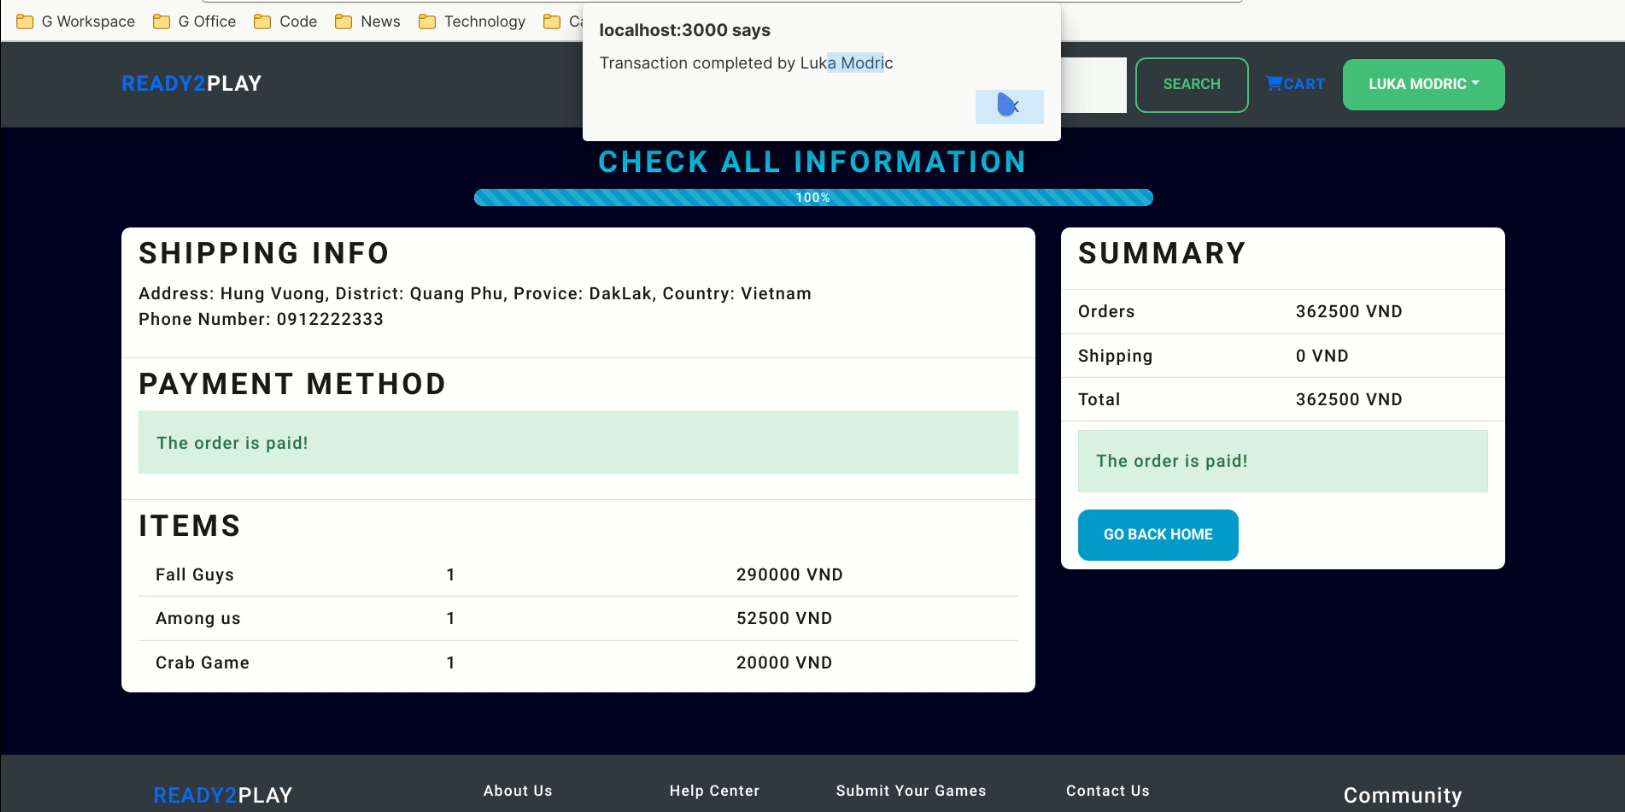 G Workspace G Office Code News Technology
localhost:3000 says
Transaction completed by Luka Modric
READY2PLAY SEARCH CART LUKA MODRIC
CHECK ALL INFORMATION
100%
SHIPPING INFO
Address: Hung Vuong, District: Quang Phu, Provice: DakLak, Country: Vietnam
Phone Number: 0912222333
PAYMENT METHOD
The order is paid!
ITEMS
Fall Guys 1 290000 VND
Among us 1 52500 VND
Crab Game 1 20000 VND
SUMMARY
Orders 362500 VND
Shipping 0 VND
Total 362500 VND
The order is paid!
GO BACK HOME
READY2PLAY About Us Help Center Submit Your Games Contact Us Community